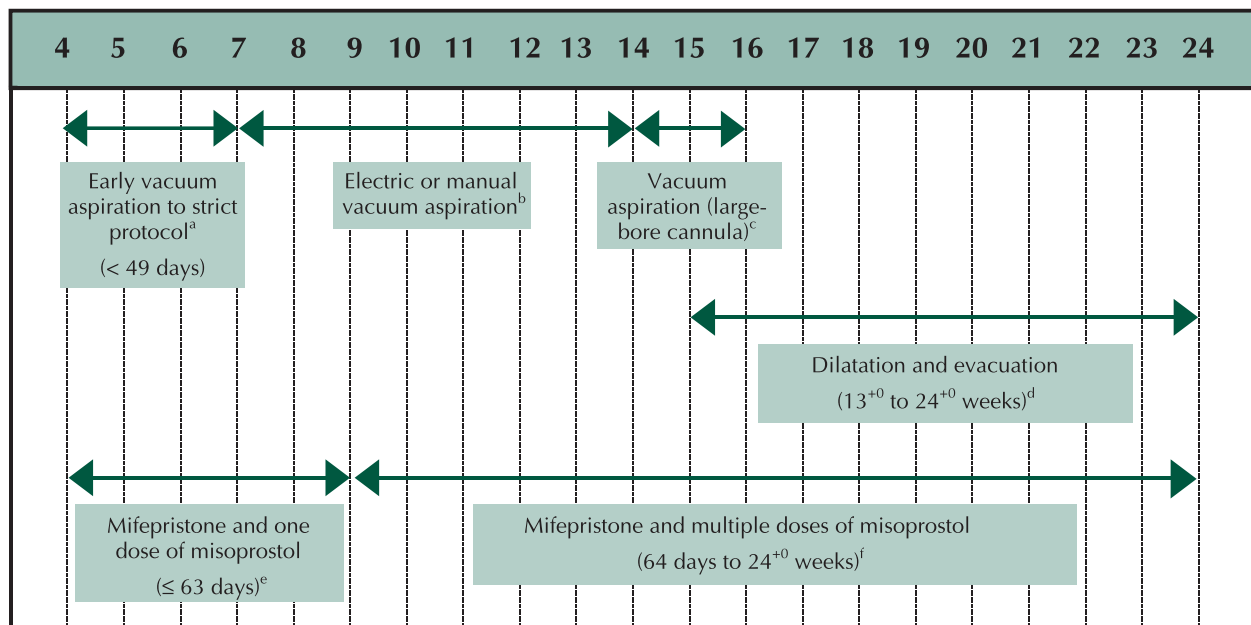 4 5 6 7 8 9 10 11 12 13 14 15 16 17 18 19 20 21 22 23 24
Early vacuum
aspiration to strict
protocolᵃ
(< 49 days)
Electric or manual
vacuum aspirationᵇ
Vacuum
aspiration (large-
bore cannula)ᶜ
Dilatation and evacuation
(13⁺⁰ to 24⁺⁰ weeks)ᵈ
Mifepristone and one
dose of misoprostol
(≤ 63 days)ᵉ
Mifepristone and multiple doses of misoprostol
(64 days to 24⁺⁰ weeks)ᶠ